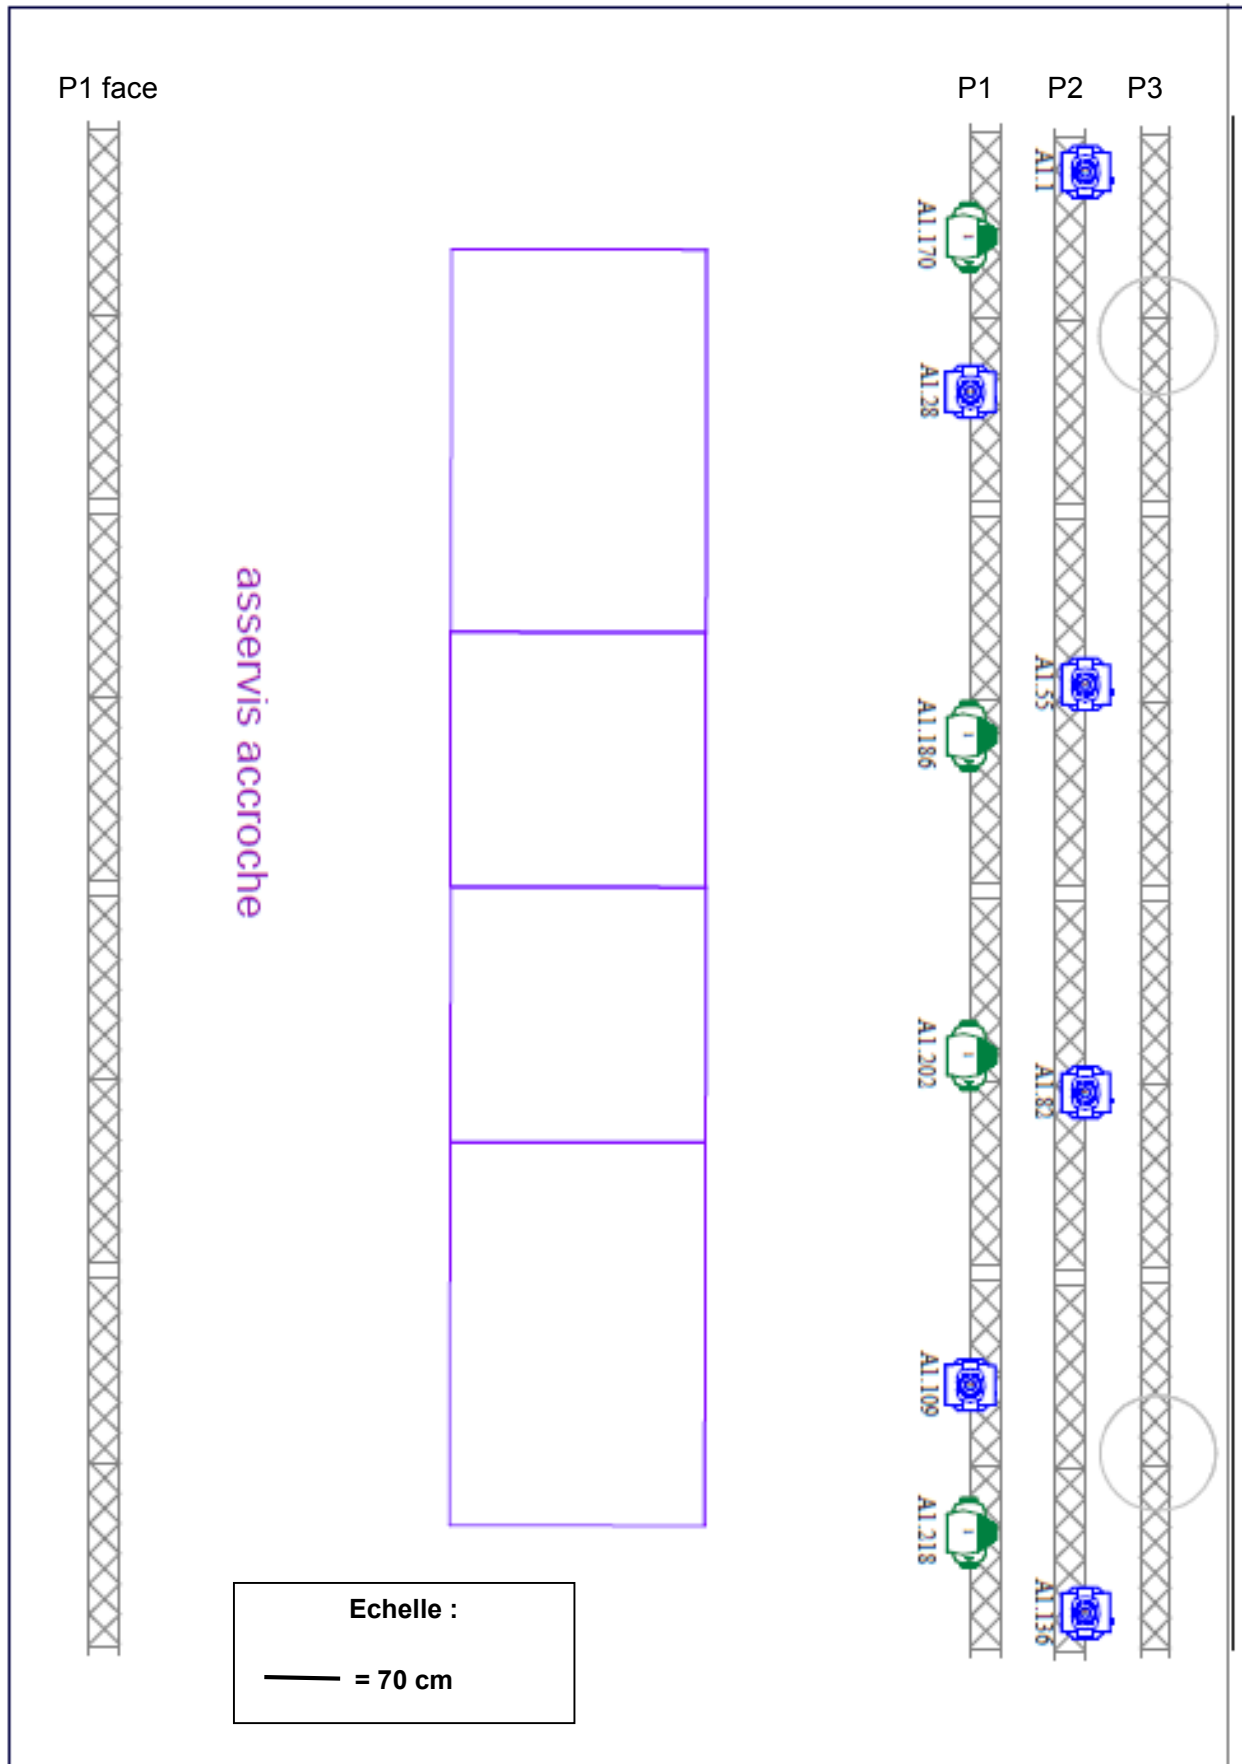 P1 face
P1
P2
P3
A1.1
A1.170
A1.28
A1.55
A1.186
asservis accroche
A1.202
A1.82
A1.109
A1.218
A1.136
Echelle :
= 70 cm